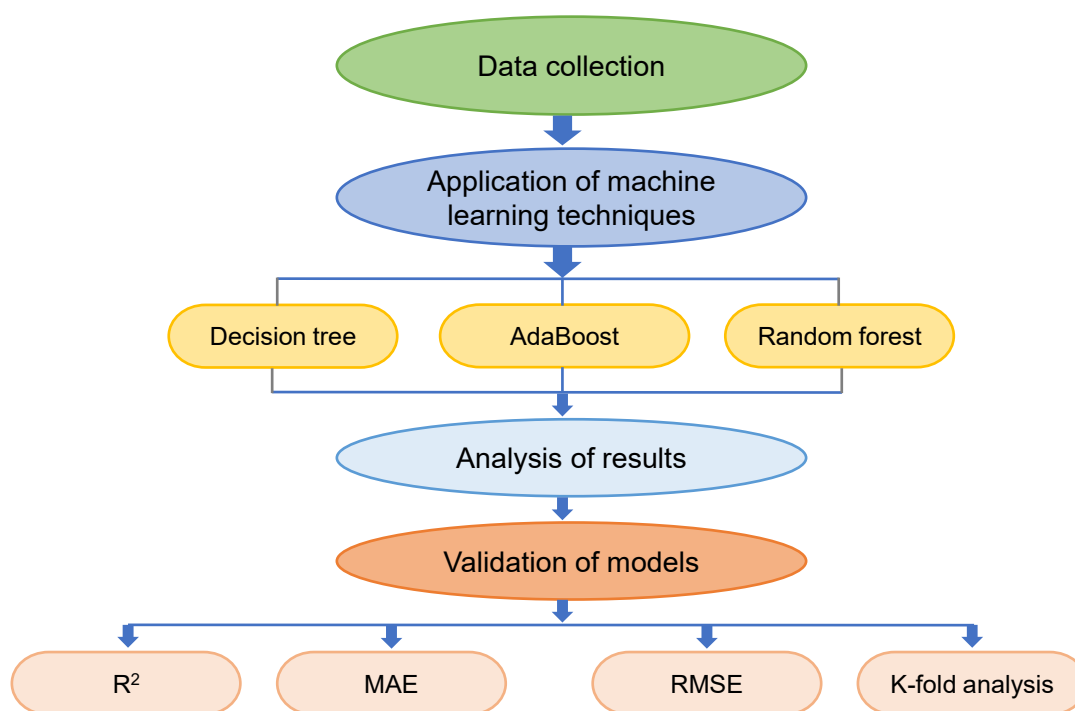 Data collection
Application of machine
learning techniques
Decision tree
AdaBoost
Random forest
Analysis of results
Validation of models
R²
MAE
RMSE
K-fold analysis